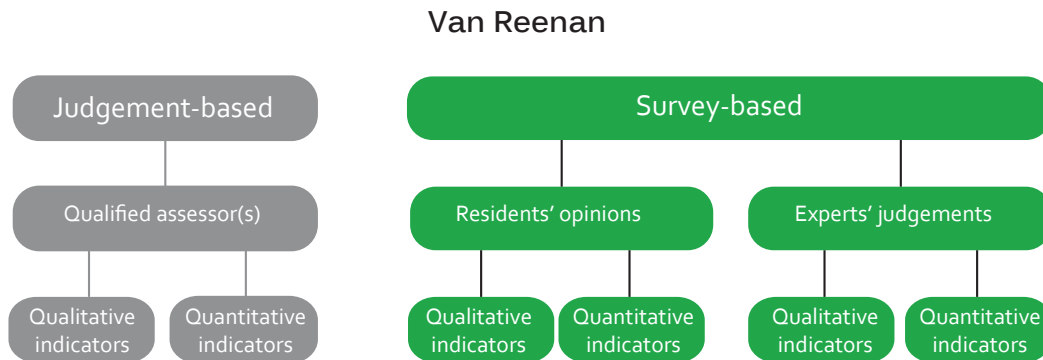 Van Reenan
Judgement-based
Survey-based
Qualified assessor(s)
Residents’ opinions
Experts’ judgements
Qualitative
indicators
Quantitative
indicators
Qualitative
indicators
Quantitative
indicators
Qualitative
indicators
Quantitative
indicators